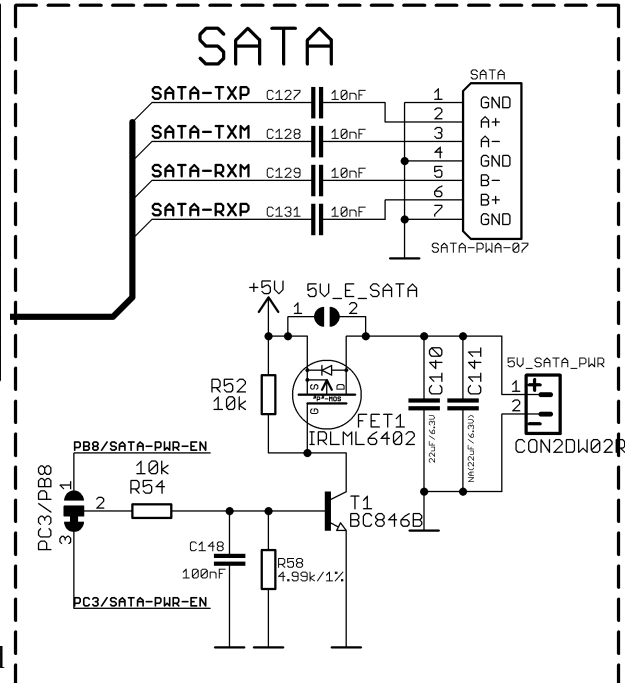 SATA
SATA
SATA-TXP C127 10nF 1 GND
2 A+
SATA-TXM C128 10nF 3 A-
4 GND
SATA-RXM C129 10nF 5 B-
6 B+
SATA-RXP C131 10nF 7 GND
SATA-PWA-07
+5V 5V_E_SATA
1 2
5V_SATA_PWR
R52
10k
S D
G
FET1
IRLML6402
C140
22uF/6.3V
C141
NA(22uF/6.3V)
1 +
2 -
CON2DW02R
PB8/SATA-PWR-EN
10k
R54
PC3/PB8
1
2
3
T1
BC846B
C148
100nF
R58
4.99k/1%
PC3/SATA-PWR-EN